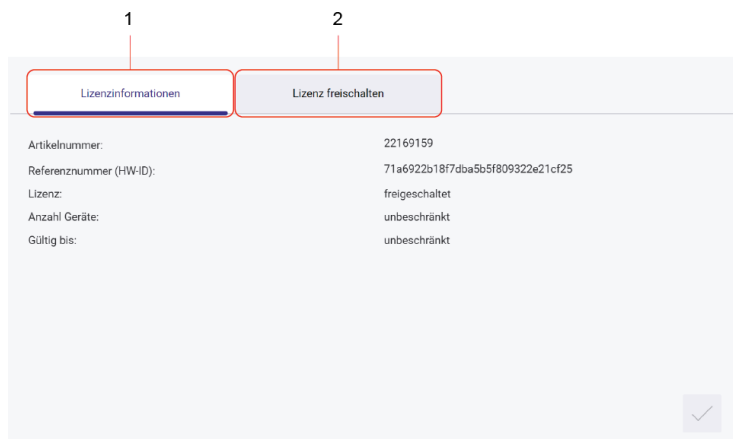 1 2
Lizenzinformationen Lizenz freischalten
Artikelnummer: 22169159
Referenznummer (HW-ID): 71a6922b18f7dba5b5f809322e21cf25
Lizenz: freigeschaltet
Anzahl Geräte: unbeschränkt
Gültig bis: unbeschränkt